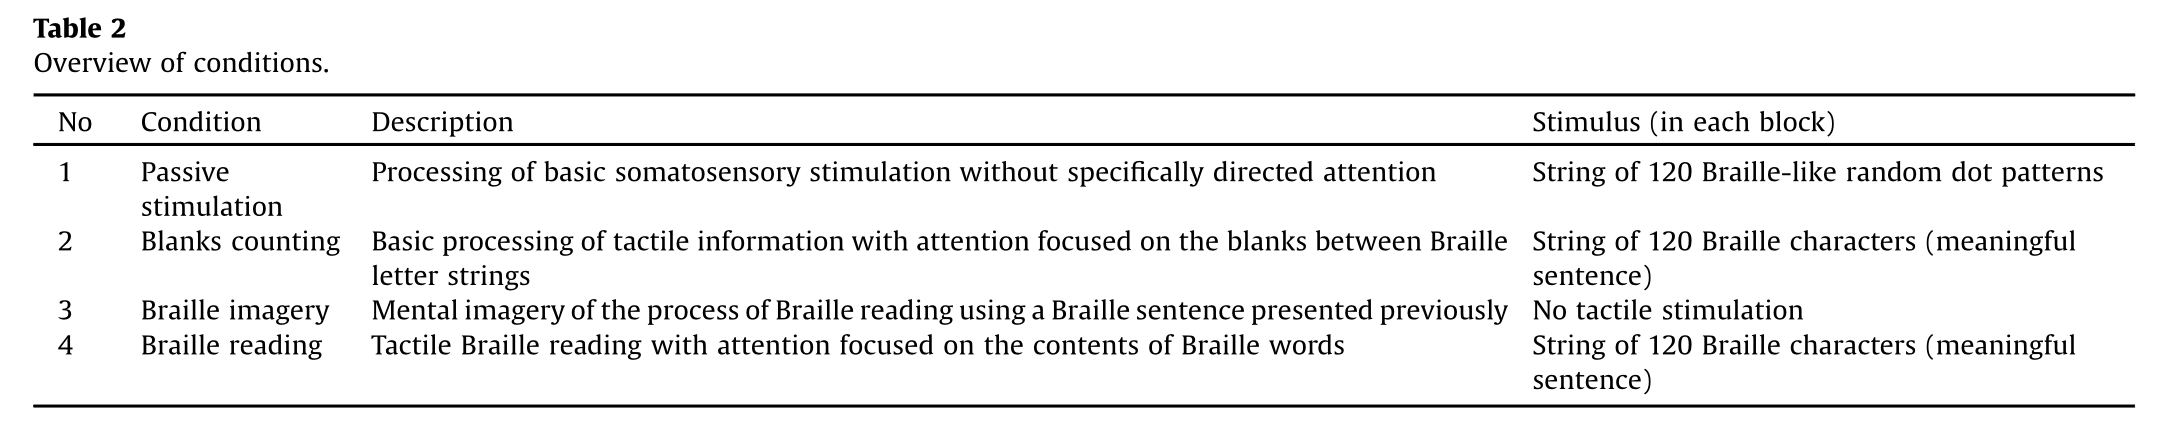 Table 2
Overview of conditions.
No Condition Description Stimulus (in each block)
1 Passive Processing of basic somatosensory stimulation without specifically directed attention String of 120 Braille-like random dot patterns
stimulation
2 Blanks counting Basic processing of tactile information with attention focused on the blanks between Braille String of 120 Braille characters (meaningful
letter strings sentence)
3 Braille imagery Mental imagery of the process of Braille reading using a Braille sentence presented previously No tactile stimulation
4 Braille reading Tactile Braille reading with attention focused on the contents of Braille words String of 120 Braille characters (meaningful
sentence)